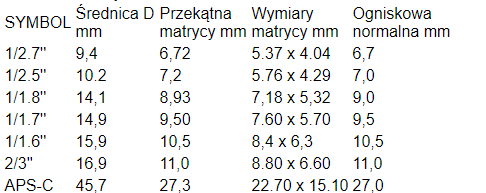 SYMBOL Średnica D mm Przekątna matrycy mm Wymiary matrycy mm Ogniskowa normalna mm
1/2.7" 9,4 6,72 5.37 x 4.04 6,7
1/2.5" 10.2 7,2 5.76 x 4.29 7,0
1/1.8" 14,1 8,93 7,18 x 5,32 9,0
1/1.7" 14,9 9,50 7.60 x 5.70 9,5
1/1.6" 15,9 10,5 8,4 x 6,3 10,5
2/3" 16,9 11,0 8.80 x 6.60 11,0
APS-C 45,7 27,3 22.70 x 15.10 27,0